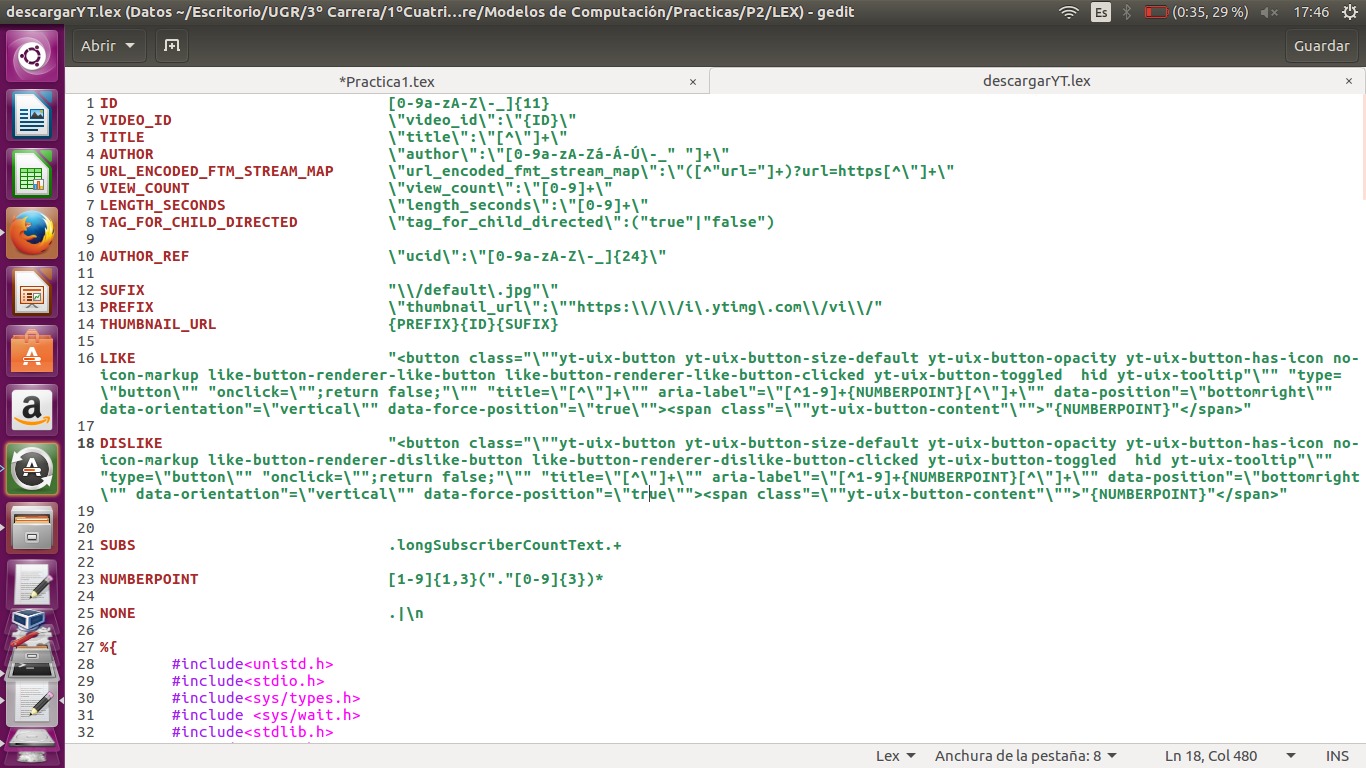 descargarYT.lex (Datos ~/Escritorio/UGR/3º Carrera/1ºCuatri...re/Modelos de Computación/Practicas/P2/LEX) - gedit
Es
(0:35, 29 %)
17:46
Abrir
Guardar
*Practica1.tex
×
descargarYT.lex
×
1 ID [0-9a-zA-Z\-_]{11}
2 VIDEO_ID \"video_id\":\"{ID}\"
3 TITLE \"title\":\"[^\"]+\"
4 AUTHOR \"author\":\"[0-9a-zA-Zá-Á-Ú\-_" "]+\"
5 URL_ENCODED_FTM_STREAM_MAP \"url_encoded_fmt_stream_map\":\"([^"url="]+)?url=https[^\"]+\"
6 VIEW_COUNT \"view_count\":\"[0-9]+\"
7 LENGTH_SECONDS \"length_seconds\":\"[0-9]+\"
8 TAG_FOR_CHILD_DIRECTED \"tag_for_child_directed\":("true"|"false")
9
10 AUTHOR_REF \"ucid\":\"[0-9a-zA-Z\-_]{24}\"
11
12 SUFIX "\\/default\.jpg"\"
13 PREFIX \"thumbnail_url\":\""https:\\/\\/i\.ytimg\.com\\/vi\\/"
14 THUMBNAIL_URL {PREFIX}{ID}{SUFIX}
15
16 LIKE "<button class="\""yt-uix-button yt-uix-button-size-default yt-uix-button-opacity yt-uix-button-has-icon no-
icon-markup like-button-renderer-like-button like-button-renderer-like-button-clicked yt-uix-button-toggled  hid yt-uix-tooltip"\"" "type=
\"button\"" "onclick=\"";return false;"\"" "title=\"[^\"]+\"" aria-label"=\"[^1-9]+{NUMBERPOINT}[^\"]+\"" data-position"=\"bottomright\""
data-orientation"=\"vertical\"" data-force-position"=\"true\""><span class="=\""yt-uix-button-content"\"">"{NUMBERPOINT}"</span>"
17
18 DISLIKE "<button class="\""yt-uix-button yt-uix-button-size-default yt-uix-button-opacity yt-uix-button-has-icon no-
icon-markup like-button-renderer-dislike-button like-button-renderer-dislike-button-clicked yt-uix-button-toggled  hid yt-uix-tooltip"\""
"type=\"button\"" "onclick=\"";return false;"\"" "title=\"[^\"]+\"" aria-label"=\"[^1-9]+{NUMBERPOINT}[^\"]+\"" data-position"=\"bottomright
\"" data-orientation"=\"vertical\"" data-force-position"=\"true\""><span class"=\""yt-uix-button-content"\"">"{NUMBERPOINT}"</span>"
19
20
21 SUBS .longSubscriberCountText.+
22
23 NUMBERPOINT [1-9]{1,3}("."[0-9]{3})*
24
25 NONE .|\n
26
27 %{
28 #include<unistd.h>
29 #include<stdio.h>
30 #include<sys/types.h>
31 #include <sys/wait.h>
32 #include<stdlib.h>
Lex
Anchura de la pestaña: 8
Ln 18, Col 480
INS